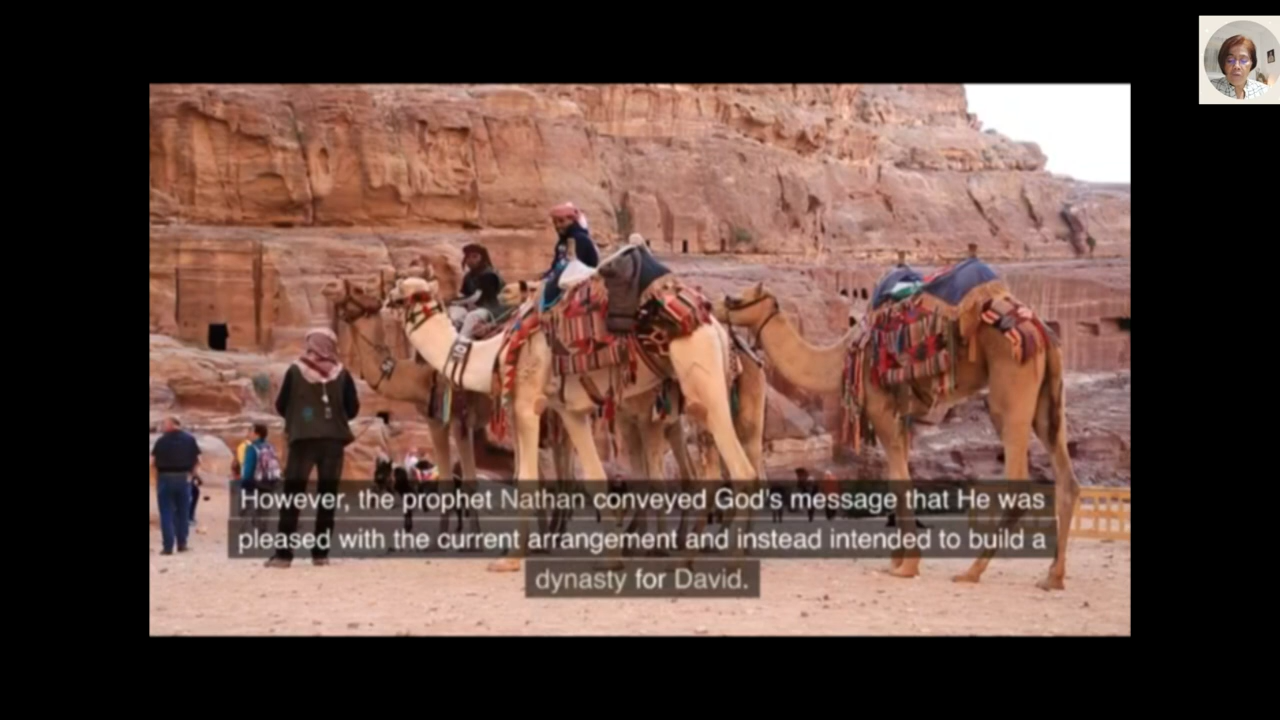 However, the prophet Nathan conveyed God's message that He was
pleased with the current arrangement and instead intended to build a
dynasty for David.